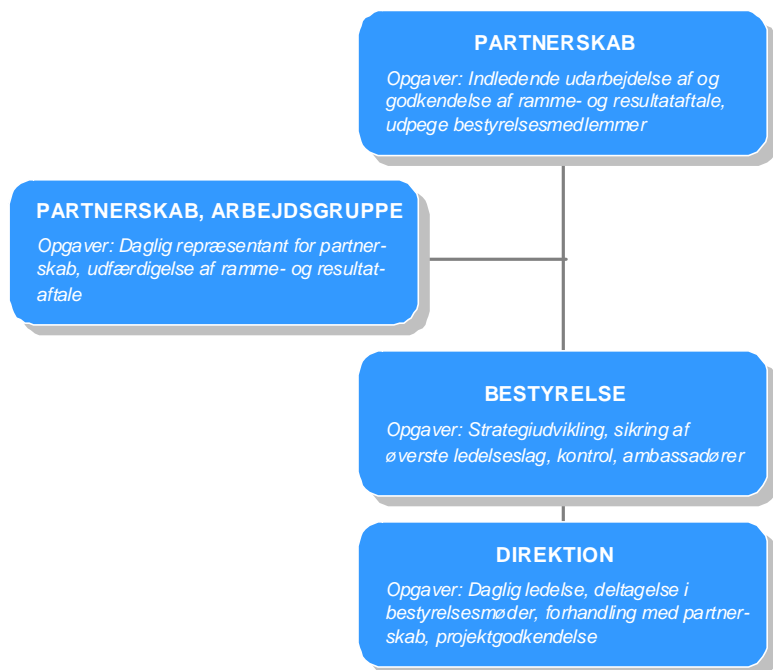 PARTNERSKAB
Opgaver: Indledende udarbejdelse af og
godkendelse af ramme- og resultataftale,
udpege bestyrelsesmedlemmer
PARTNERSKAB, ARBEJDSGRUPPE
Opgaver: Daglig repræsentant for partner-
skab, udfærdigelse af ramme- og resultat-
aftale
BESTYRELSE
Opgaver: Strategiudvikling, sikring af
øverste ledelseslag, kontrol, ambassadører
DIREKTION
Opgaver: Daglig ledelse, deltagelse i
bestyrelsesmøder, forhandling med partner-
skab, projektgodkendelse